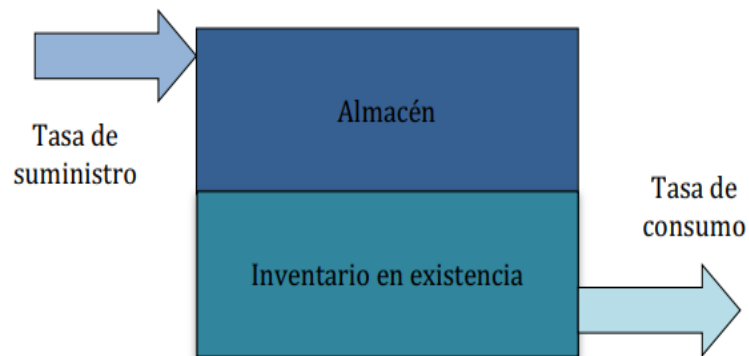 Almacén
Tasa de
suministro
Tasa de
consumo
Inventario en existencia